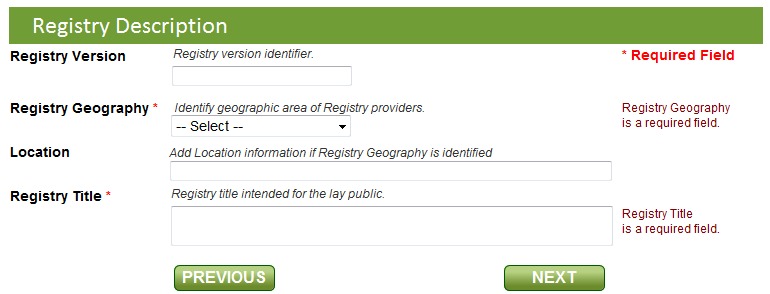 Registry Description
Registry Version Registry version identifier. * Required Field
Registry Geography * Identify geographic area of Registry providers. Registry Geography
-- Select -- is a required field.
Location Add Location information if Registry Geography is identified
Registry Title * Registry title intended for the lay public.
Registry Title
is a required field.
PREVIOUS NEXT